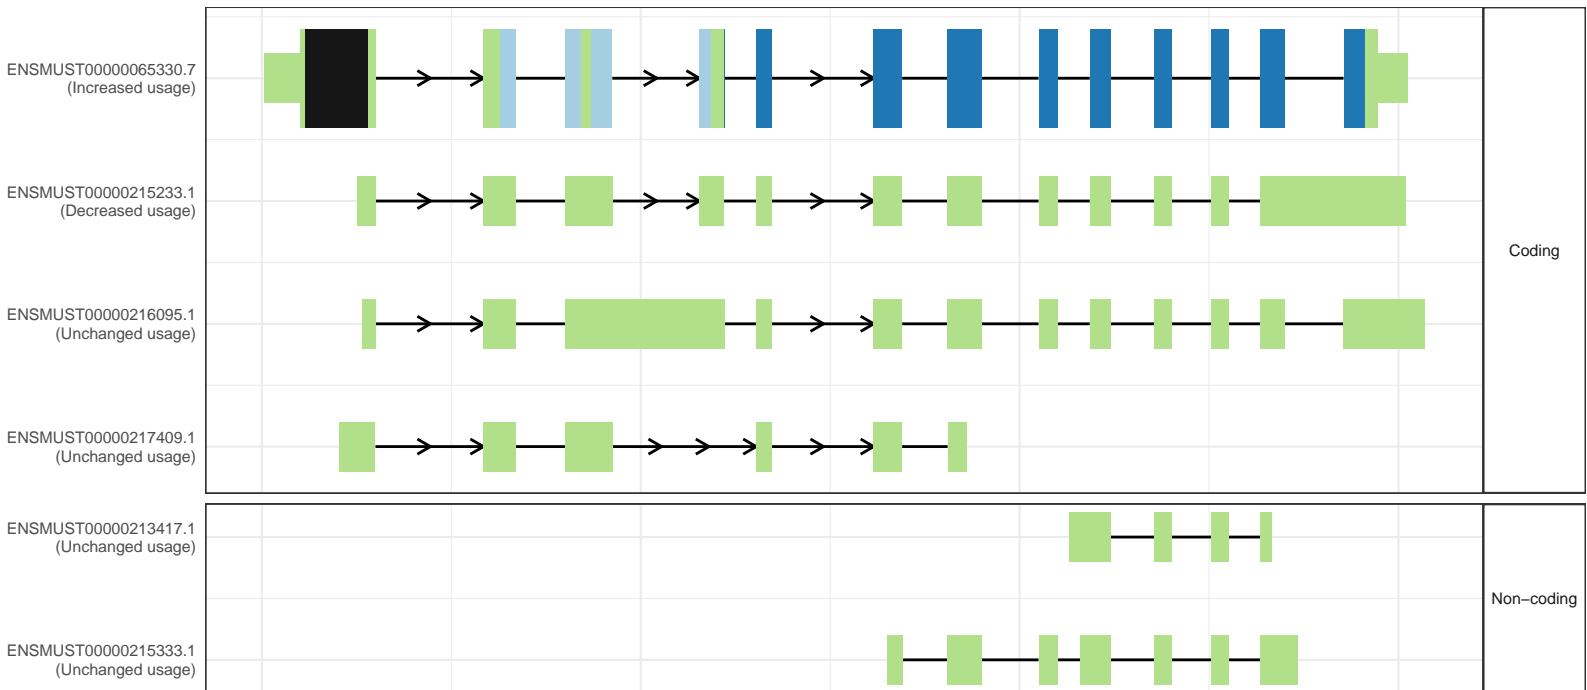 ENSMUST00000065330.7
(Increased usage)
ENSMUST00000215233.1
(Decreased usage)
Coding
ENSMUST00000216095.1
(Unchanged usage)
ENSMUST00000217409.1
(Unchanged usage)
ENSMUST00000213417.1
(Unchanged usage)
Non−coding
ENSMUST00000215333.1
(Unchanged usage)